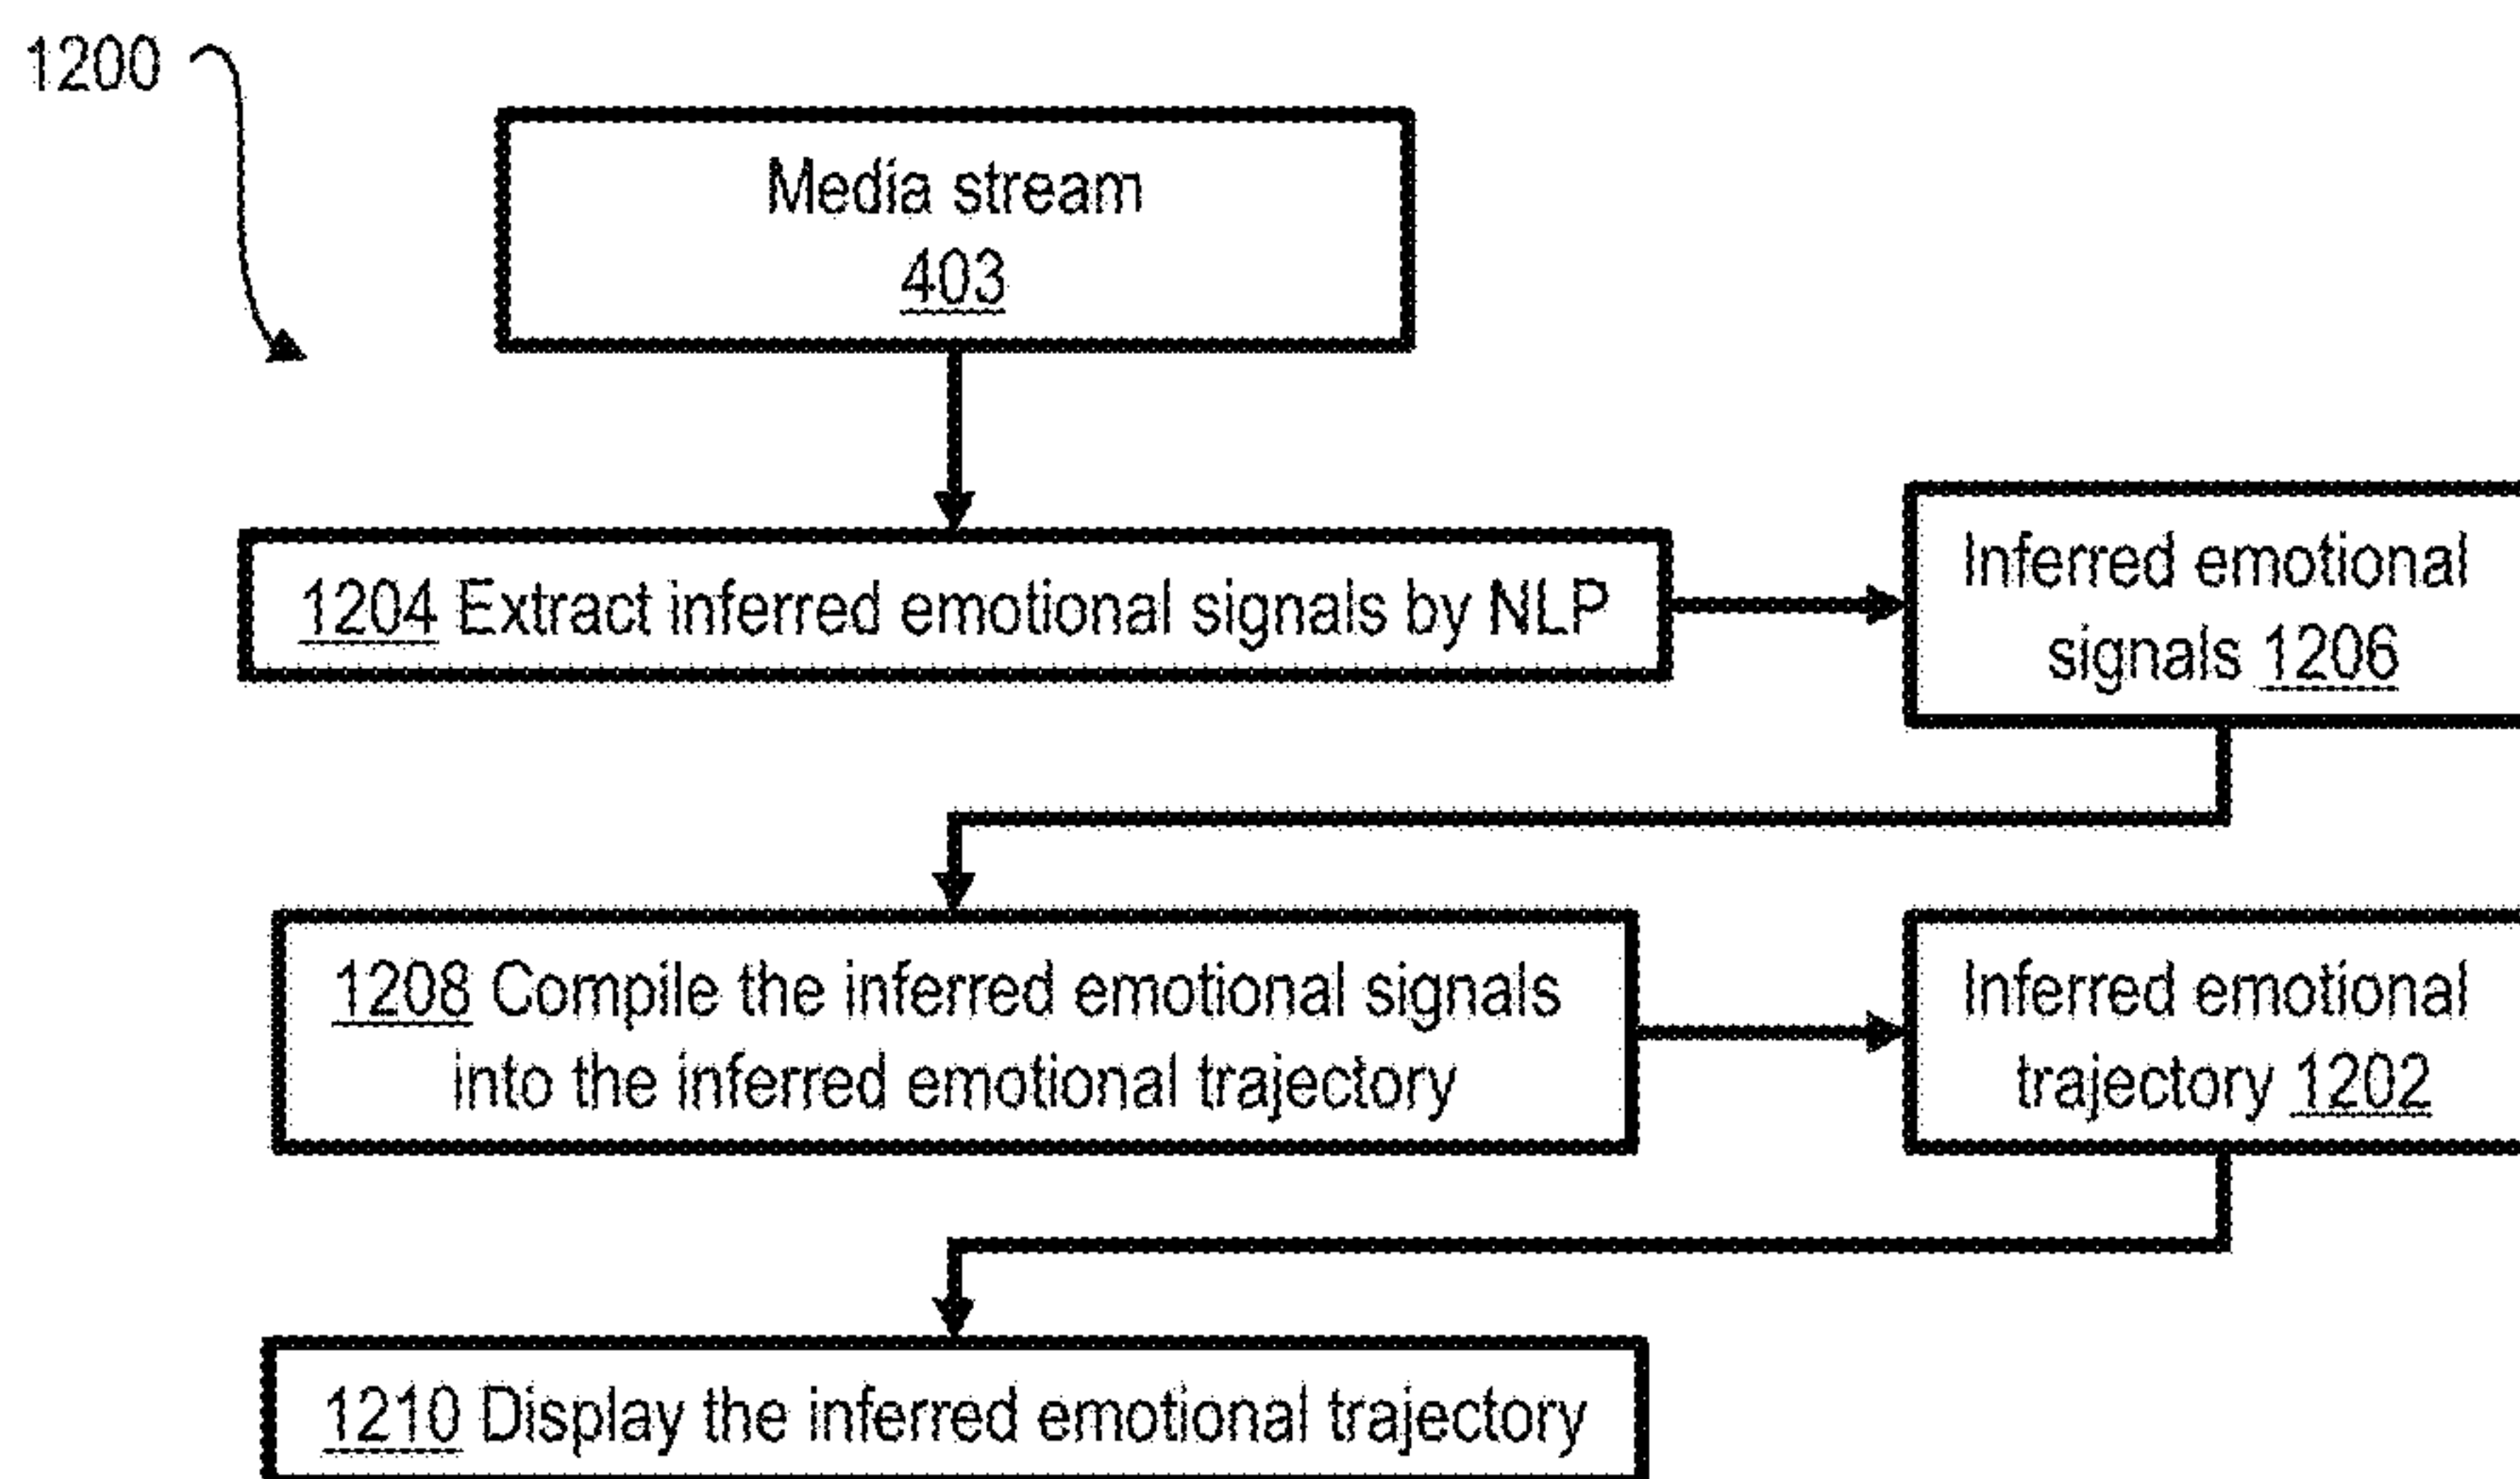 1200
Media stream
403
1204 Extract inferred emotional signals by NLP
Inferred emotional
signals 1206
1208 Compile the inferred emotional signals
into the inferred emotional trajectory
Inferred emotional
trajectory 1202
1210 Display the inferred emotional trajectory